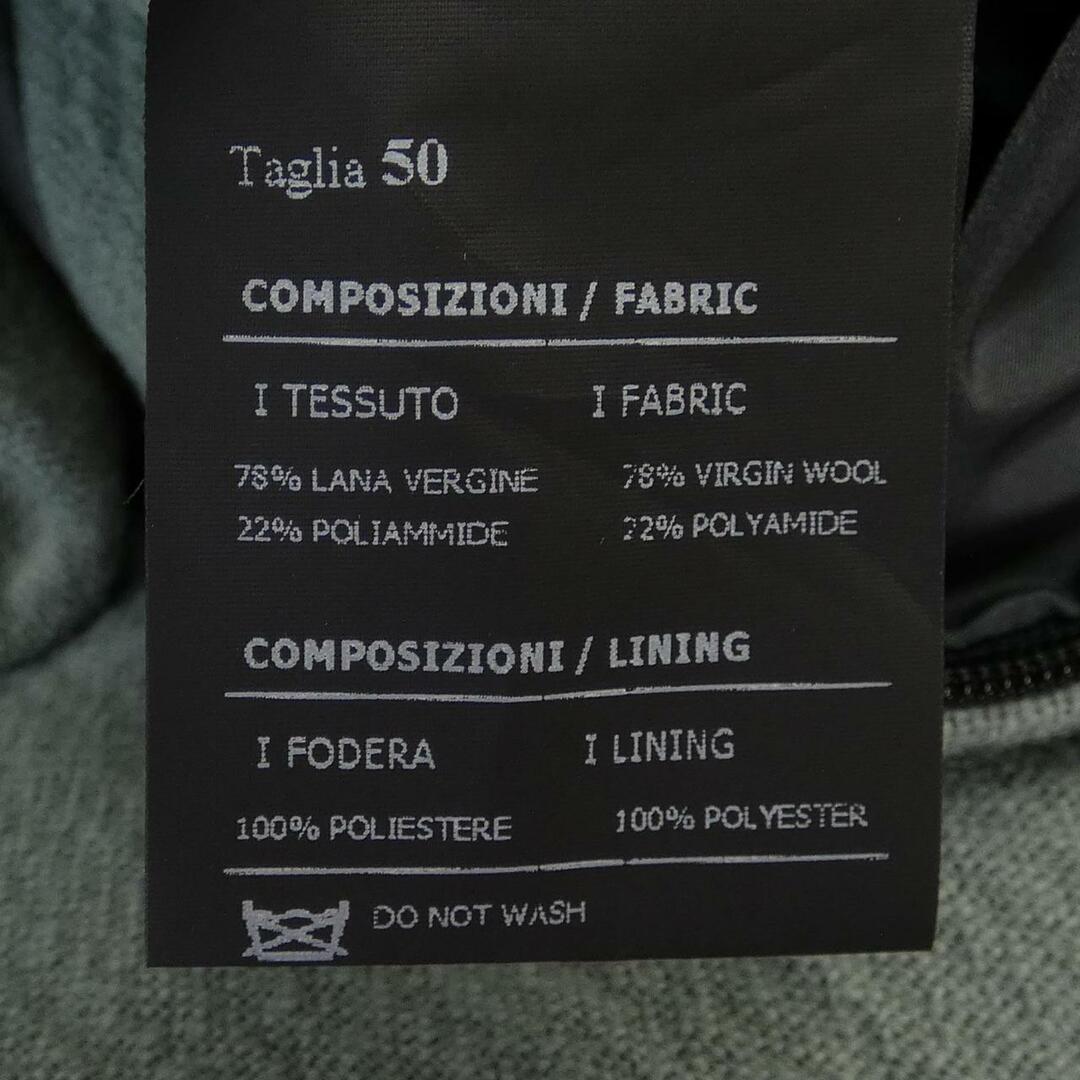 Taglia 50
COMPOSIZIONI / FABRIC
I TESSUTO I FABRIC
78% LANA VERGINE 78% VIRGIN WOOL
22% POLIAMMIDE 22% POLYAMIDE
COMPOSIZIONI / LINING
I FODERA I LINING
100% POLIESTERE 100% POLYESTER
DO NOT WASH